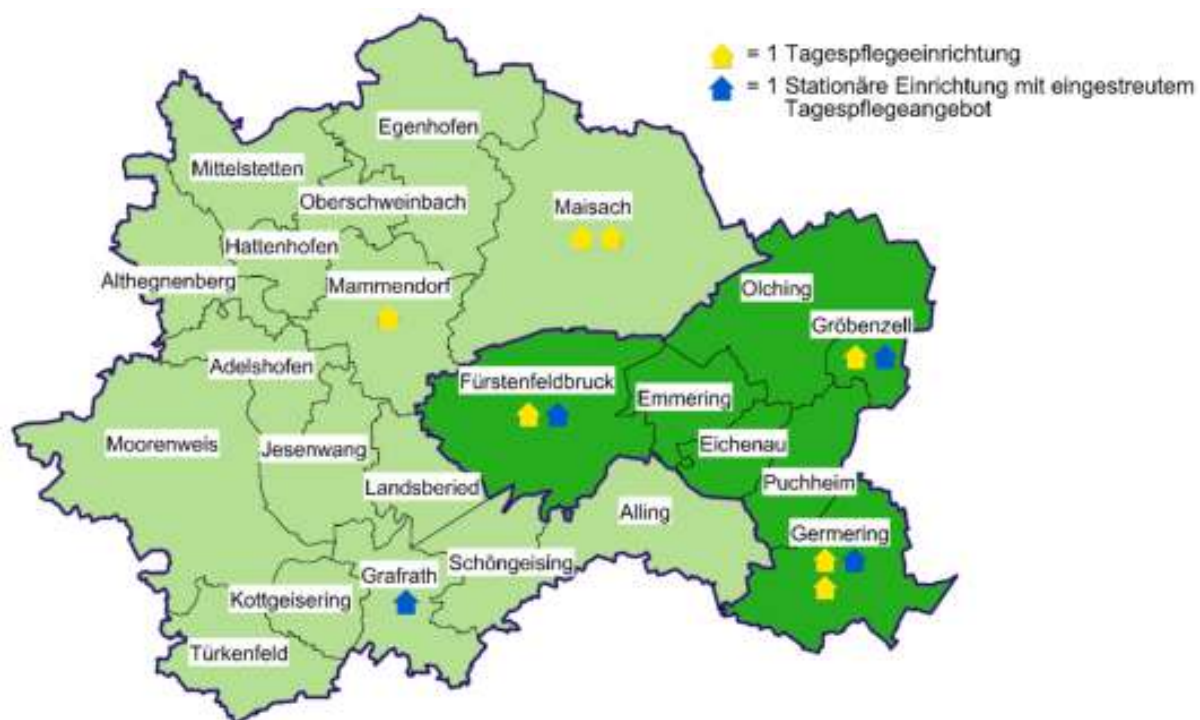 = 1 Tagespflegeeinrichtung
= 1 Stationäre Einrichtung mit eingestreutem
Tagespflegeangebot
Egenhofen
Mittelstetten
Oberschweinbach
Maisach
Hattenhofen
Althegnenberg
Mammendorf
Olching
Gröbenzell
Adelshofen
Fürstenfeldbruck
Emmering
Moorenweis
Jesenwang
Eichenau
Landsberied
Puchheim
Alling
Germering
Schöngeising
Grafrath
Kottgeisering
Türkenfeld